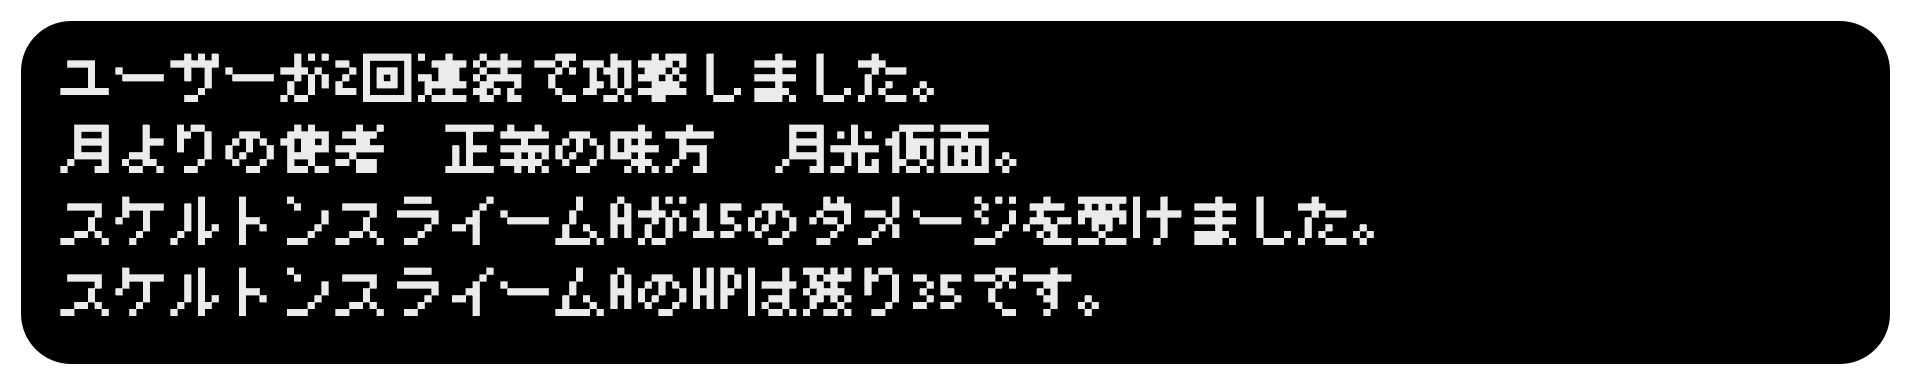 ユーザーが2回連続で攻撃しました。
月よりの使者　正義の味方　月光仮面。
スケルトンスライームAが15のダメージを受けました。
スケルトンスライームAのHPは残り35です。